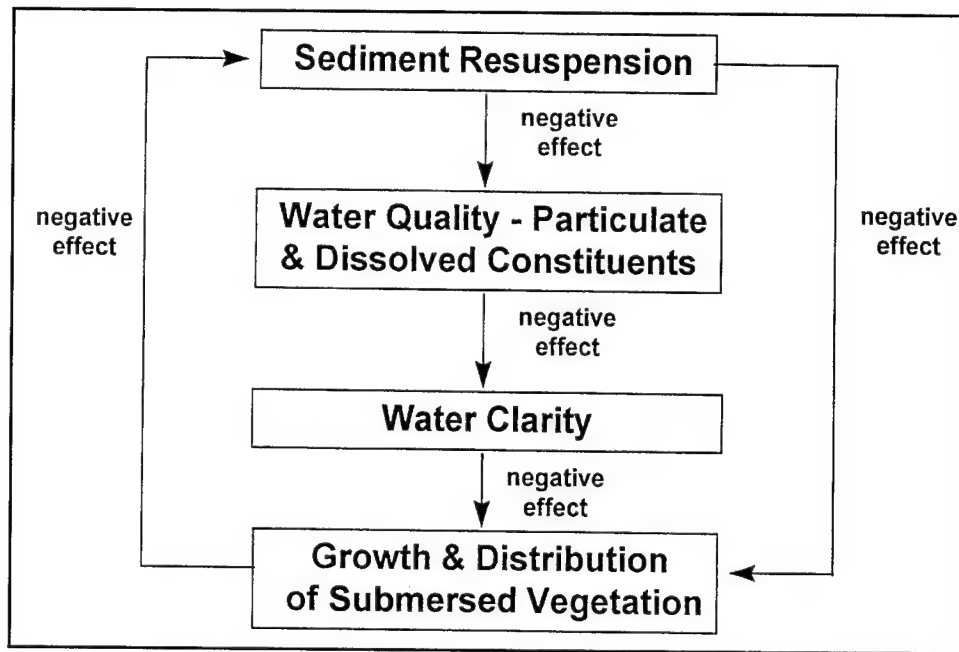 Sediment Resuspension
negative
effect
Water Quality - Particulate
& Dissolved Constituents
negative
effect
negative
effect
negative
effect
Water Clarity
negative
effect
Growth & Distribution
of Submersed Vegetation